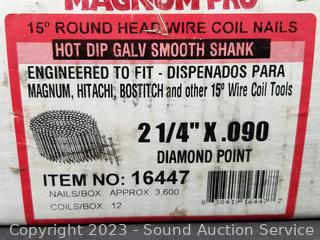 MAGNUM PRO
15° ROUND HEAD WIRE COIL NAILS
HOT DIP GALV SMOOTH SHANK
ENGINEERED TO FIT - DISPENADOS PARA
MAGNUM, HITACHI, BOSTITCH and other 15° Wire Coil Tools
2 1/4" X .090
DIAMOND POINT
ITEM NO: 16447
NAILS/BOX: APPROX. 3,600
COILS/BOX: 12
Copyright 2023 - Sound Auction Service